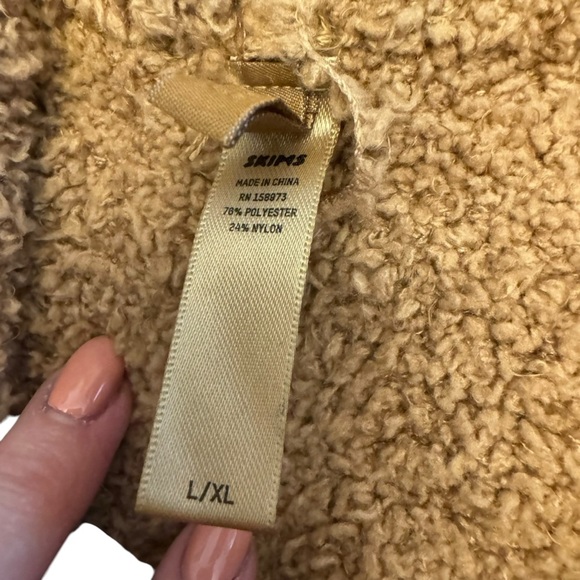 SKIMS
MADE IN CHINA
RN 158973
76% POLYESTER
24% NYLON
L/XL